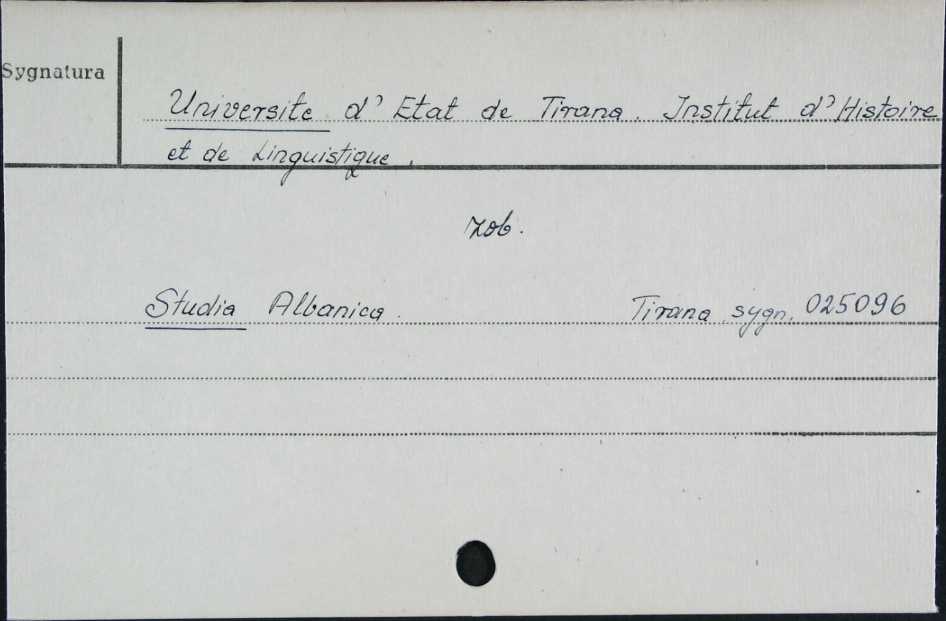 Sygnatura
Universite d' Etat de Tirana. Institut d' Histoire
et de Linguistique.
zob.
Studia Albanica. Tirana sygn. 025096